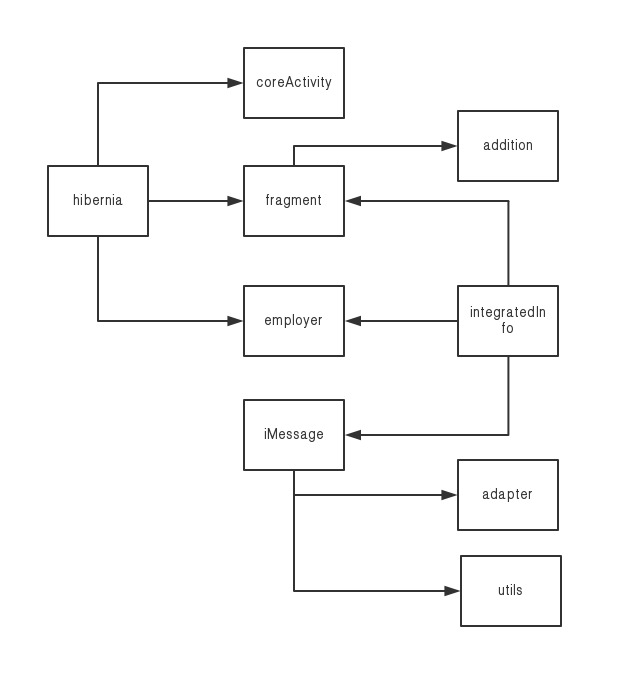 coreActivity
addition
hibernia
fragment
integratedIn
fo
employer
iMessage
adapter
utils